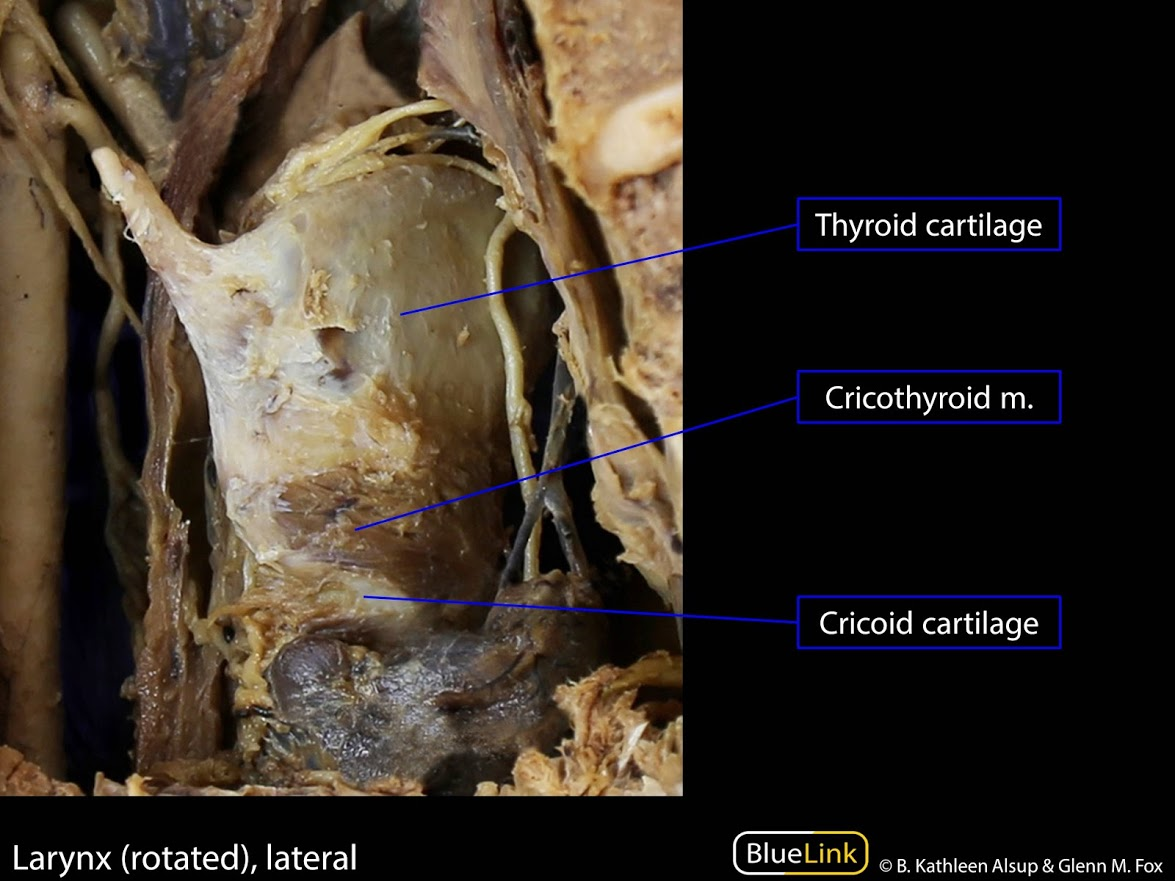 Thyroid cartilage
Cricothyroid m.
Cricoid cartilage
Larynx (rotated), lateral
BlueLink
© B. Kathleen Alsup & Glenn M. Fox